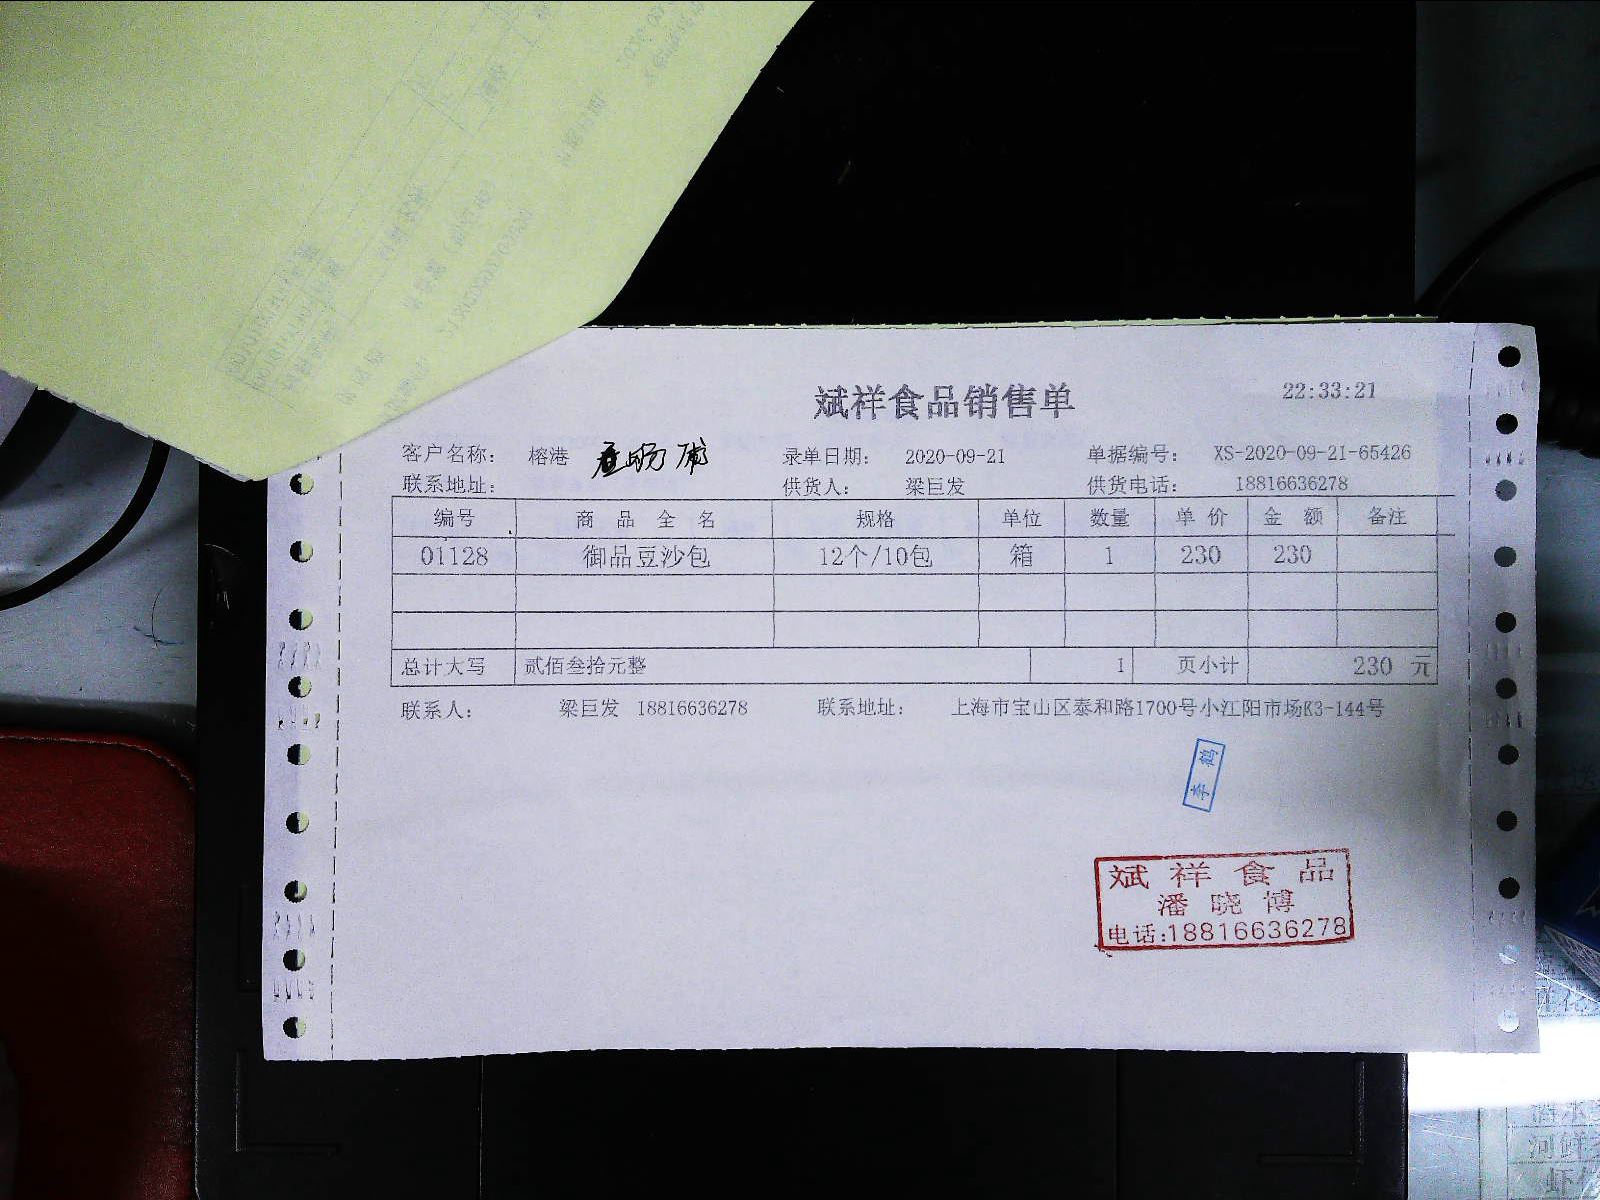 斌祥食品销售单 22:33:21
客户名称： 榕港 录单日期： 2020-09-21 单据编号： XS-2020-09-21-65426
联系地址： 供货人： 梁巨发 供货电话： 18816636278
编号 商 品 全 名 规格 单位 数量 单 价 金 额 备注
01128 御品豆沙包 12个/10包 箱 1 230 230
总计大写 贰佰叁拾元整 1 页小计 230 元
联系人： 梁巨发 18816636278 联系地址： 上海市宝山区泰和路1700号小江阳市场K3-144号
李 鹤
斌 祥 食 品
潘 晓 博
电话:18816636278
河鲜